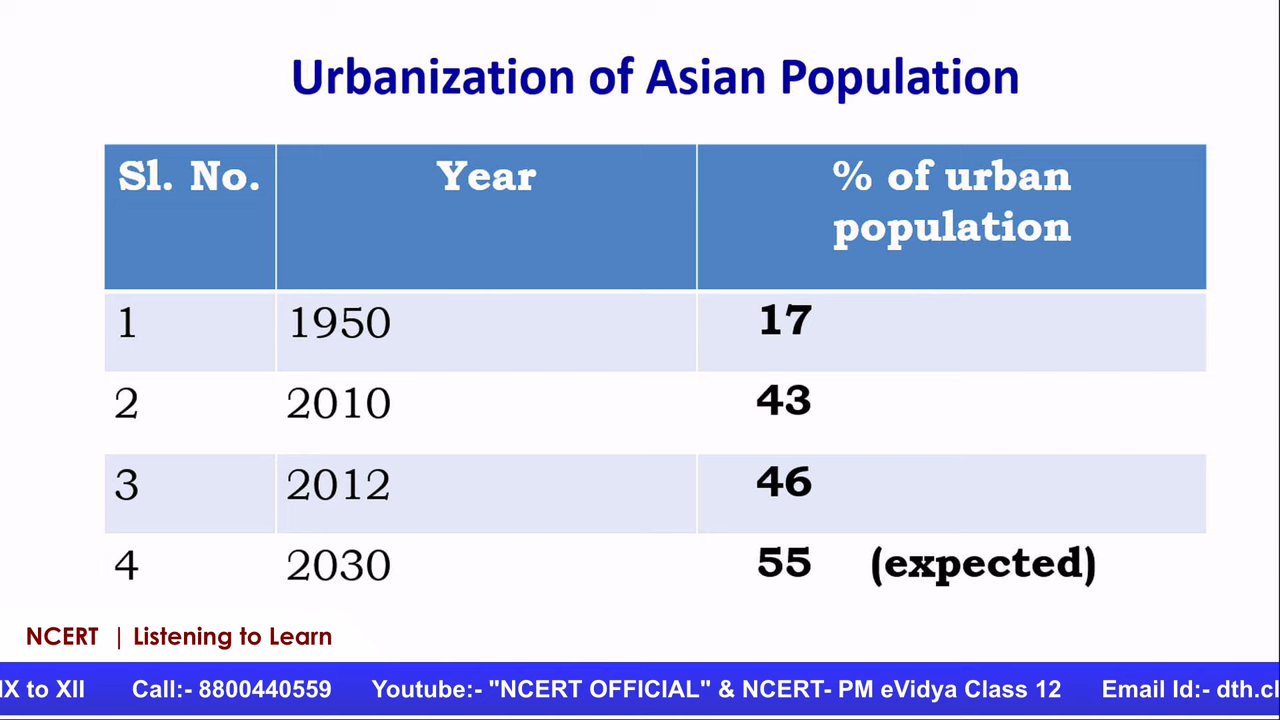 Urbanization of Asian Population
Sl. No. Year % of urban
population
1 1950 17
2 2010 43
3 2012 46
4 2030 55 (expected)
NCERT | Listening to Learn
IX to XII Call:- 8800440559 Youtube:- "NCERT OFFICIAL" & NCERT- PM eVidya Class 12 Email Id:- dth.cl